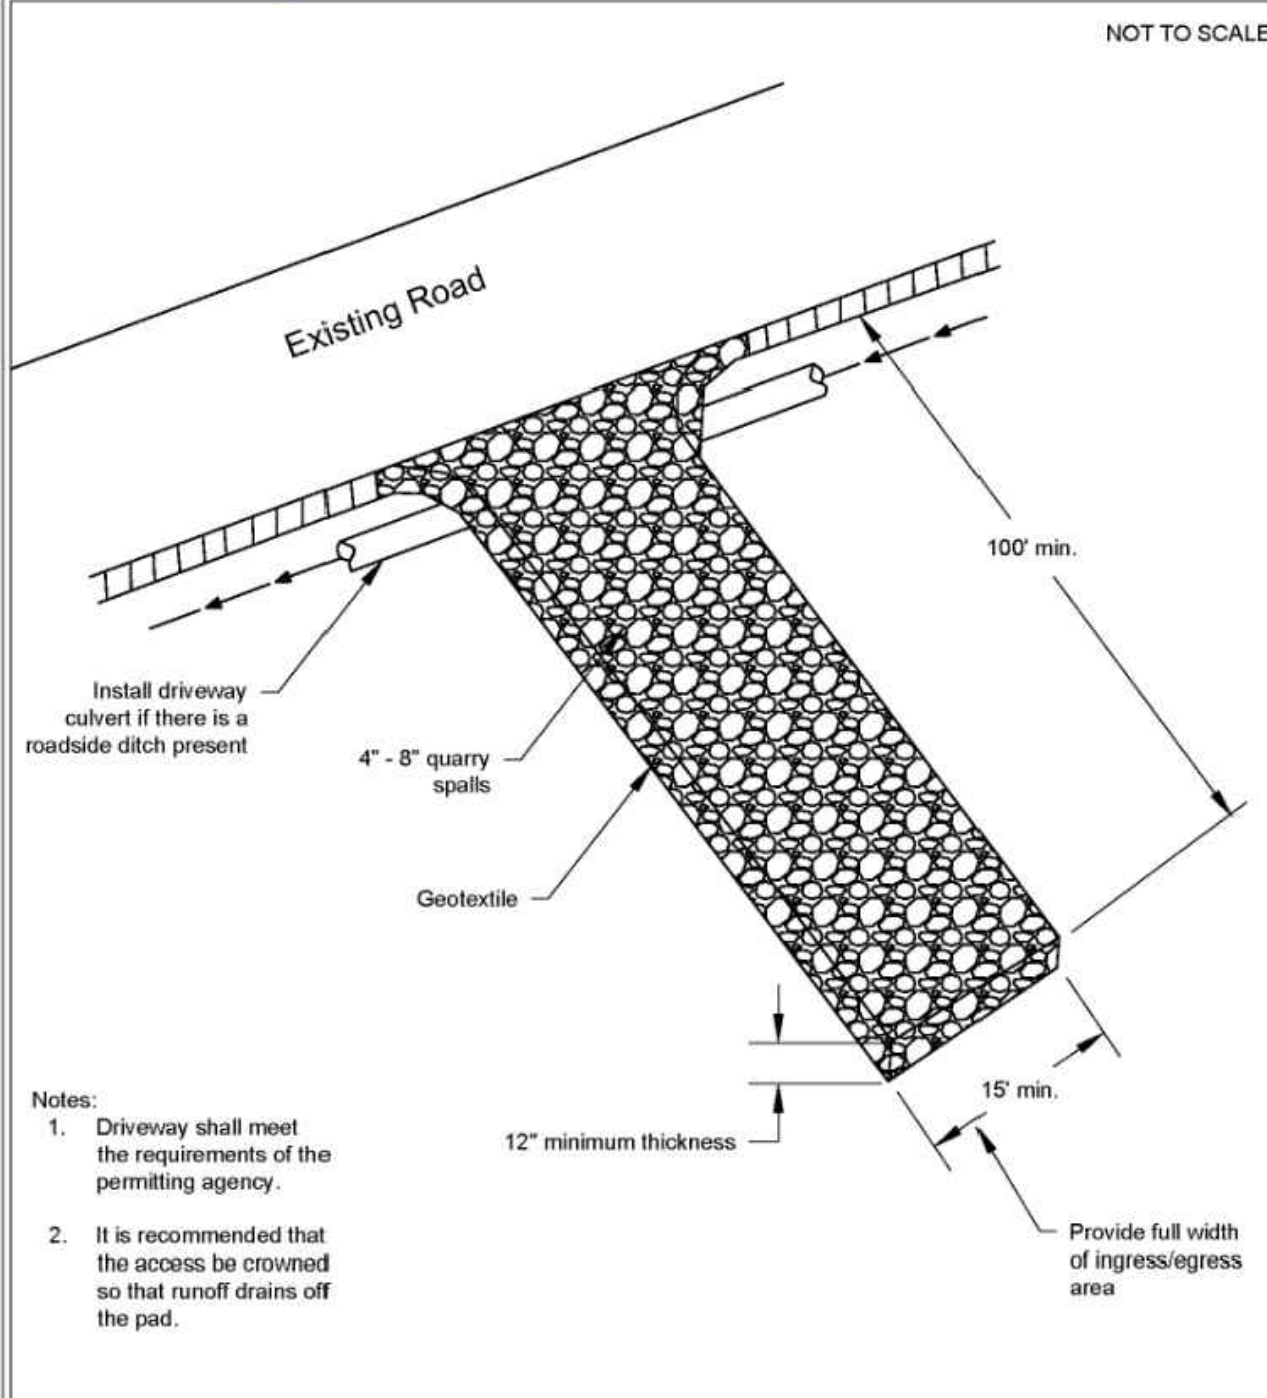 NOT TO SCALE
Existing Road
100' min.
Install driveway
culvert if there is a
roadside ditch present
4" - 8" quarry
spalls
Geotextile
12" minimum thickness
15' min.
Provide full width
of ingress/egress
area
Notes:
1. Driveway shall meet
the requirements of the
permitting agency.
2. It is recommended that
the access be crowned
so that runoff drains off
the pad.